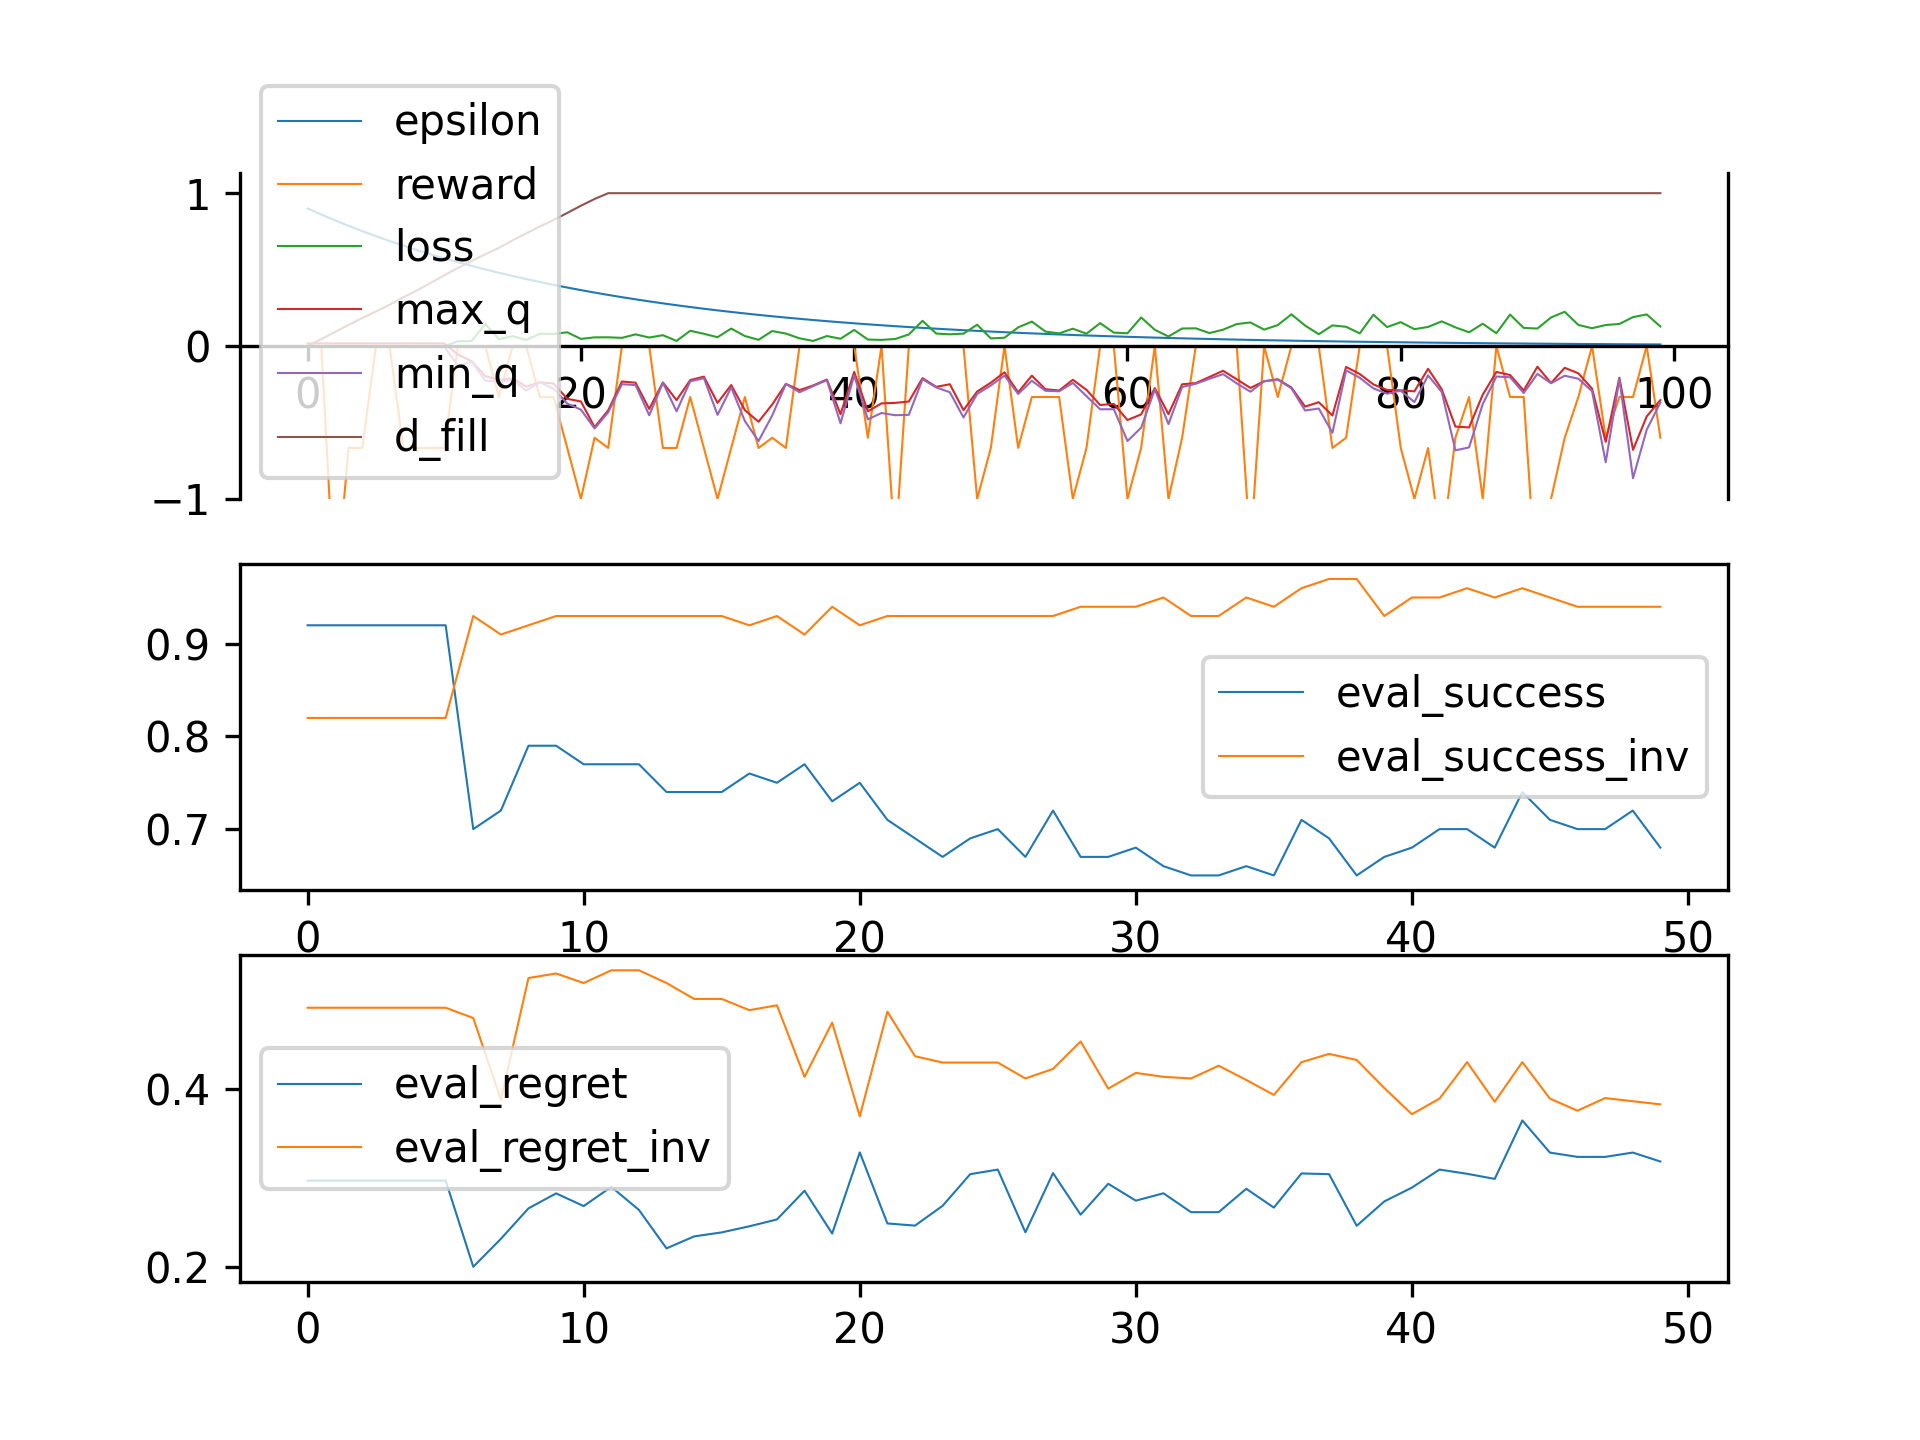 epsilon
reward
loss
max_q
min_q
d_fill
1
0
−1
0 20 40 60 80 100
0.9
0.8
0.7
eval_success
eval_success_inv
0 10 20 30 40 50
0.4
0.2
eval_regret
eval_regret_inv
0 10 20 30 40 50